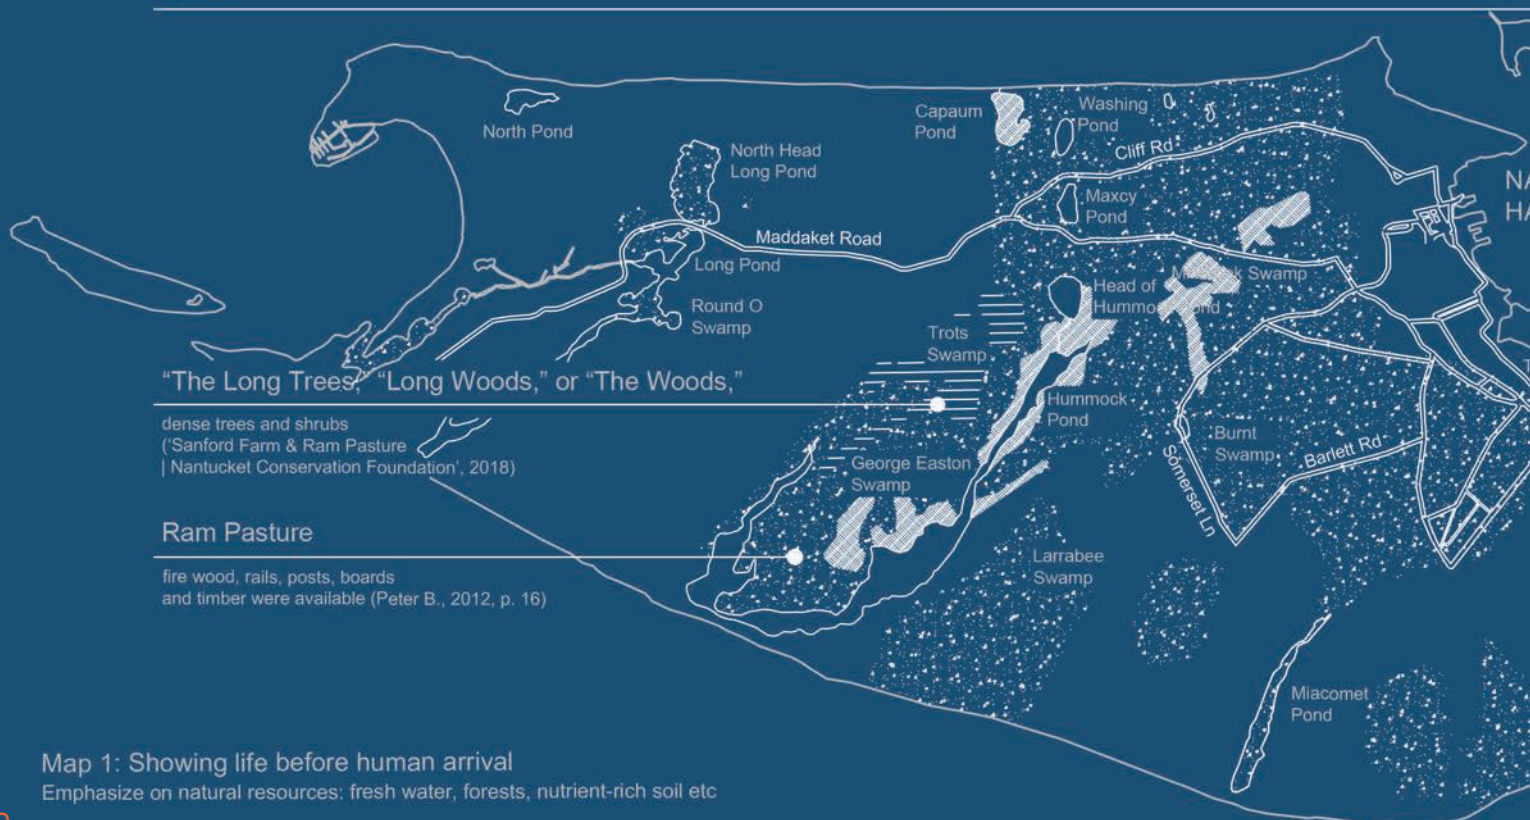 North Pond
Capaum
Pond
Washing
Pond
North Head
Long Pond
Cliff Rd
Maxcy
Pond
Maddaket Road
Long Pond
Swamp
Head of
Round O
Swamp
Trots
Swamp
"The Long Trees," "Long Woods," or "The Woods,"
dense trees and shrubs
('Sanford Farm & Ram Pasture
| Nantucket Conservation Foundation', 2018)
Hummock
Pond
Burnt
Swamp
Barlett Rd
Somerset Ln
George Easton
Swamp
Ram Pasture
fire wood, rails, posts, boards
and timber were available (Peter B., 2012, p. 16)
Larrabee
Swamp
Miacomet
Pond
Map 1: Showing life before human arrival
Emphasize on natural resources: fresh water, forests, nutrient-rich soil etc